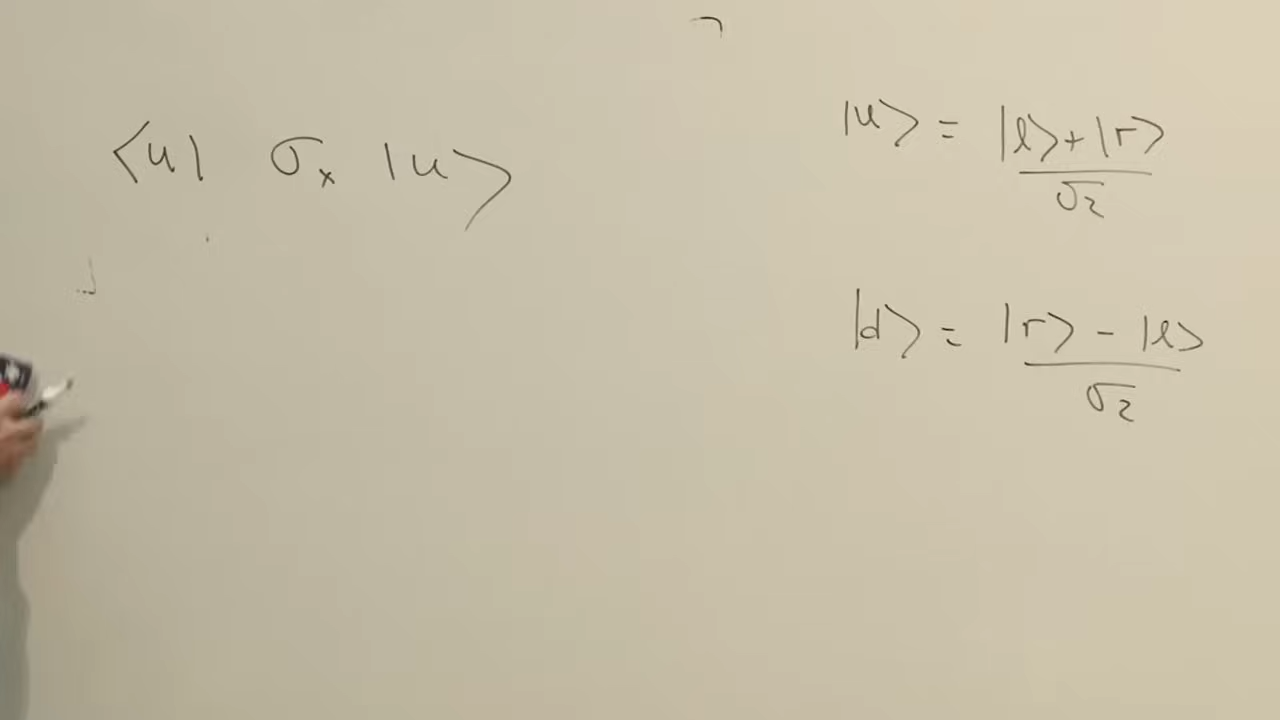 ⟨u| σₓ |u⟩
|u⟩ = |l⟩+|r⟩
√2
|d⟩ = |r⟩ − |l⟩
√2